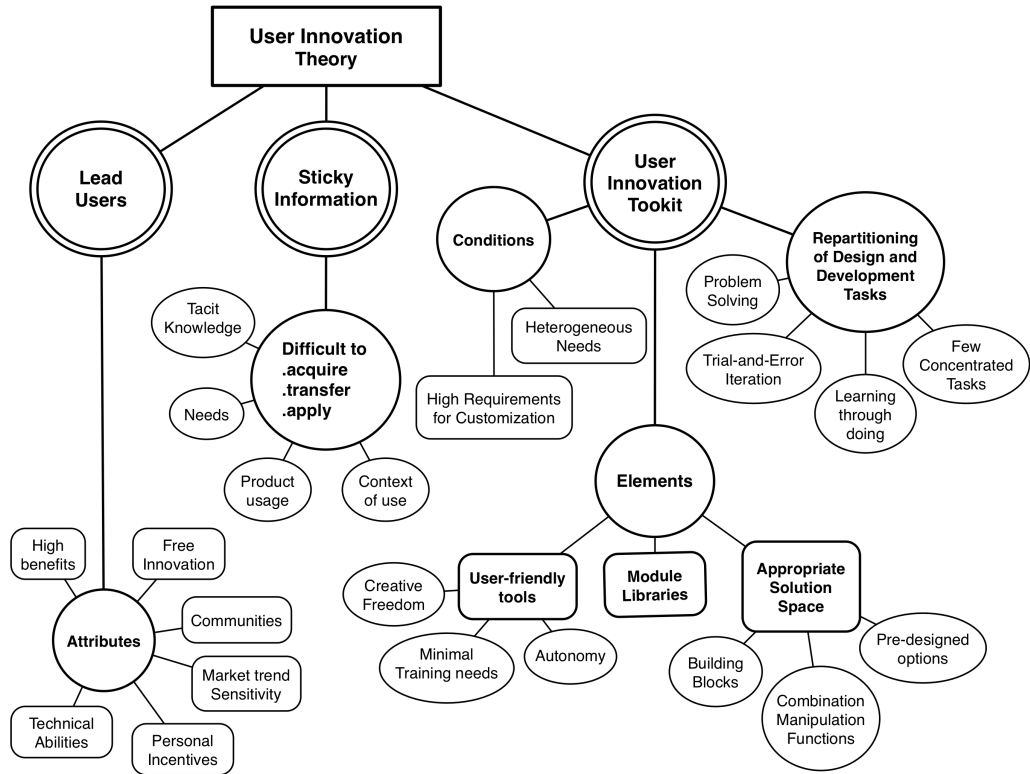 User Innovation
Theory
Lead
Users
Sticky
Information
User
Innovation
Tookit
Conditions
Repartitioning
of Design and
Development
Tasks
Problem
Solving
Trial-and-Error
Iteration
Learning
through
doing
Few
Concentrated
Tasks
Heterogeneous
Needs
High Requirements
for Customization
Tacit
Knowledge
Difficult to
.acquire
.transfer
.apply
Needs
Product
usage
Context
of use
Elements
User-friendly
tools
Module
Libraries
Appropriate
Solution
Space
Creative
Freedom
Minimal
Training needs
Autonomy
Building
Blocks
Combination
Manipulation
Functions
Pre-designed
options
High
benefits
Free
Innovation
Attributes
Communities
Market trend
Sensitivity
Technical
Abilities
Personal
Incentives